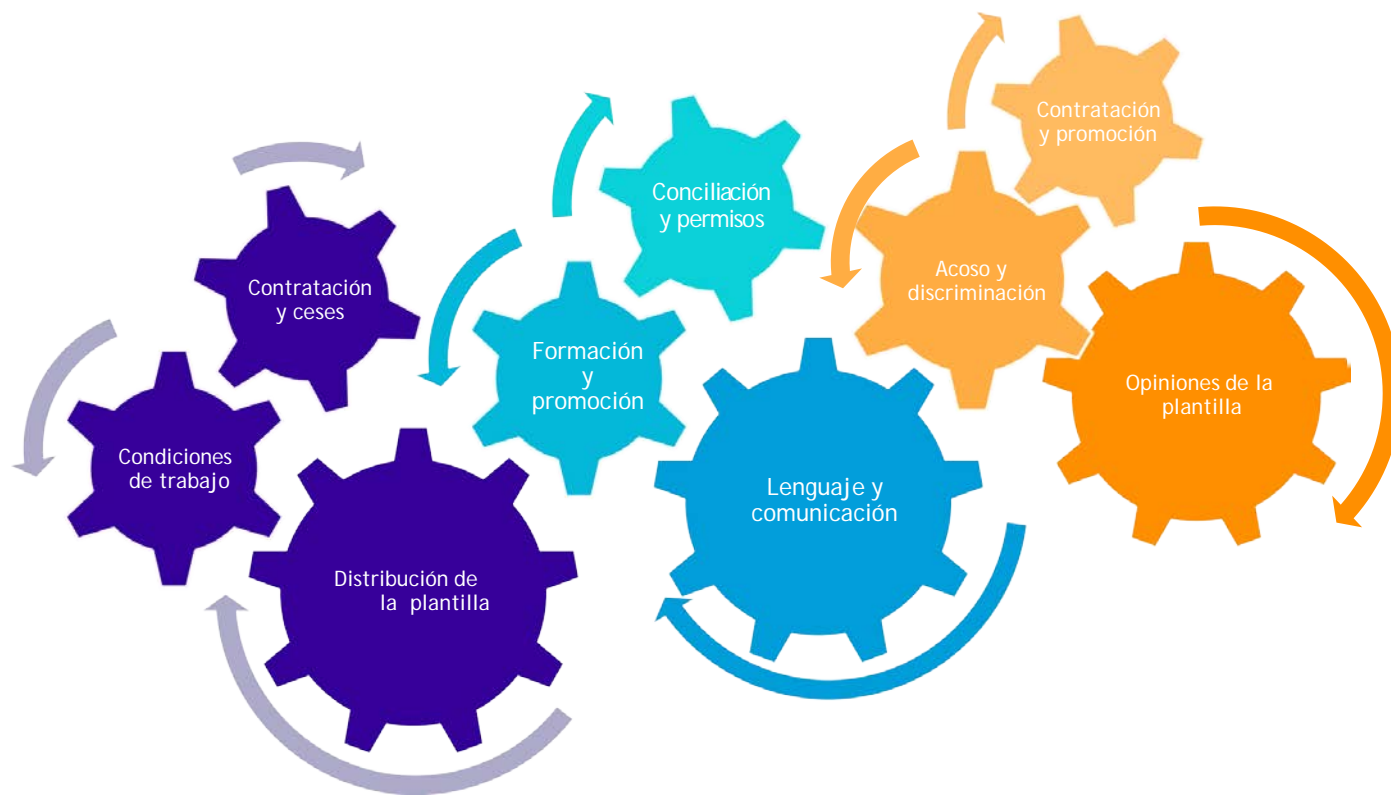 Contratación
y ceses
Condiciones
de trabajo
Distribución de
la plantilla
Conciliación
y permisos
Formación
y
promoción
Lenguaje y
comunicación
Contratación
y promoción
Acoso y
discriminación
Opiniones de la
plantilla